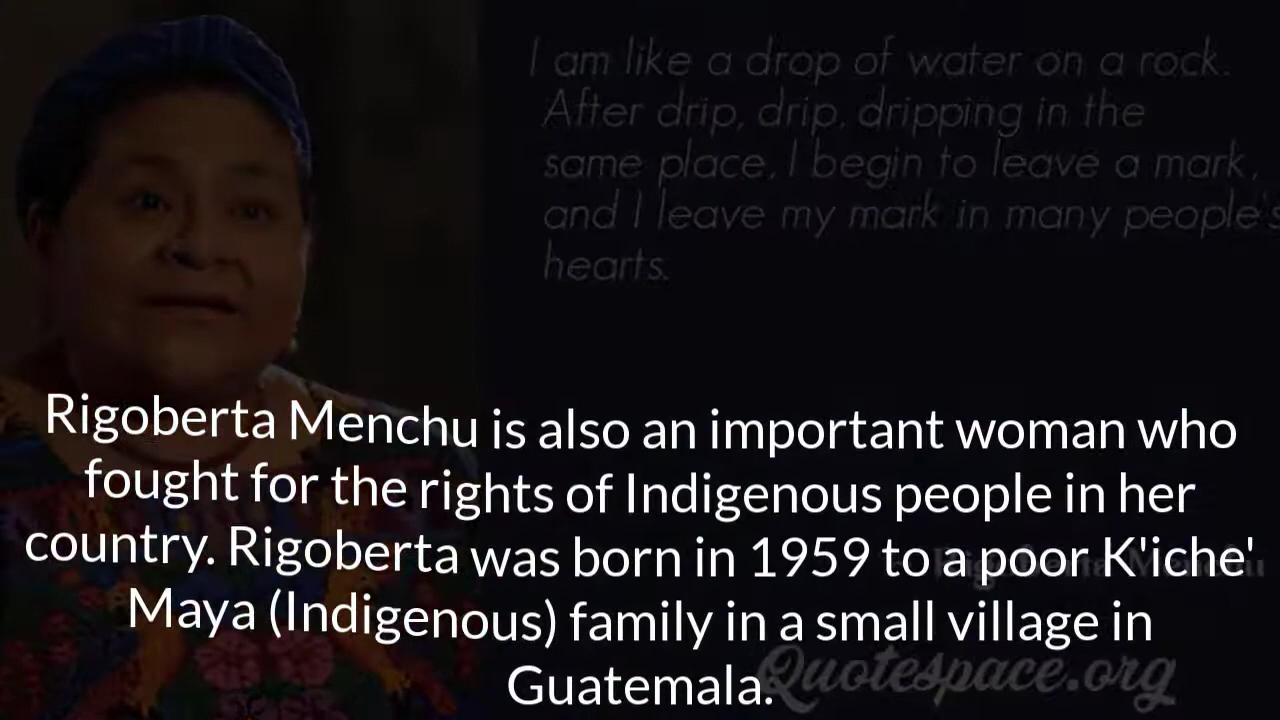 I am like a drop of water on a rock.
After drip, drip, dripping in the
same place, I begin to leave a mark,
and I leave my mark in many people's
hearts.
Rigoberta Menchu is also an important woman who
fought for the rights of Indigenous people in her
country. Rigoberta was born in 1959 to a poor K'iche'
Maya (Indigenous) family in a small village in
Guatemala.
Rigoberta Menchu
Quotespace.org